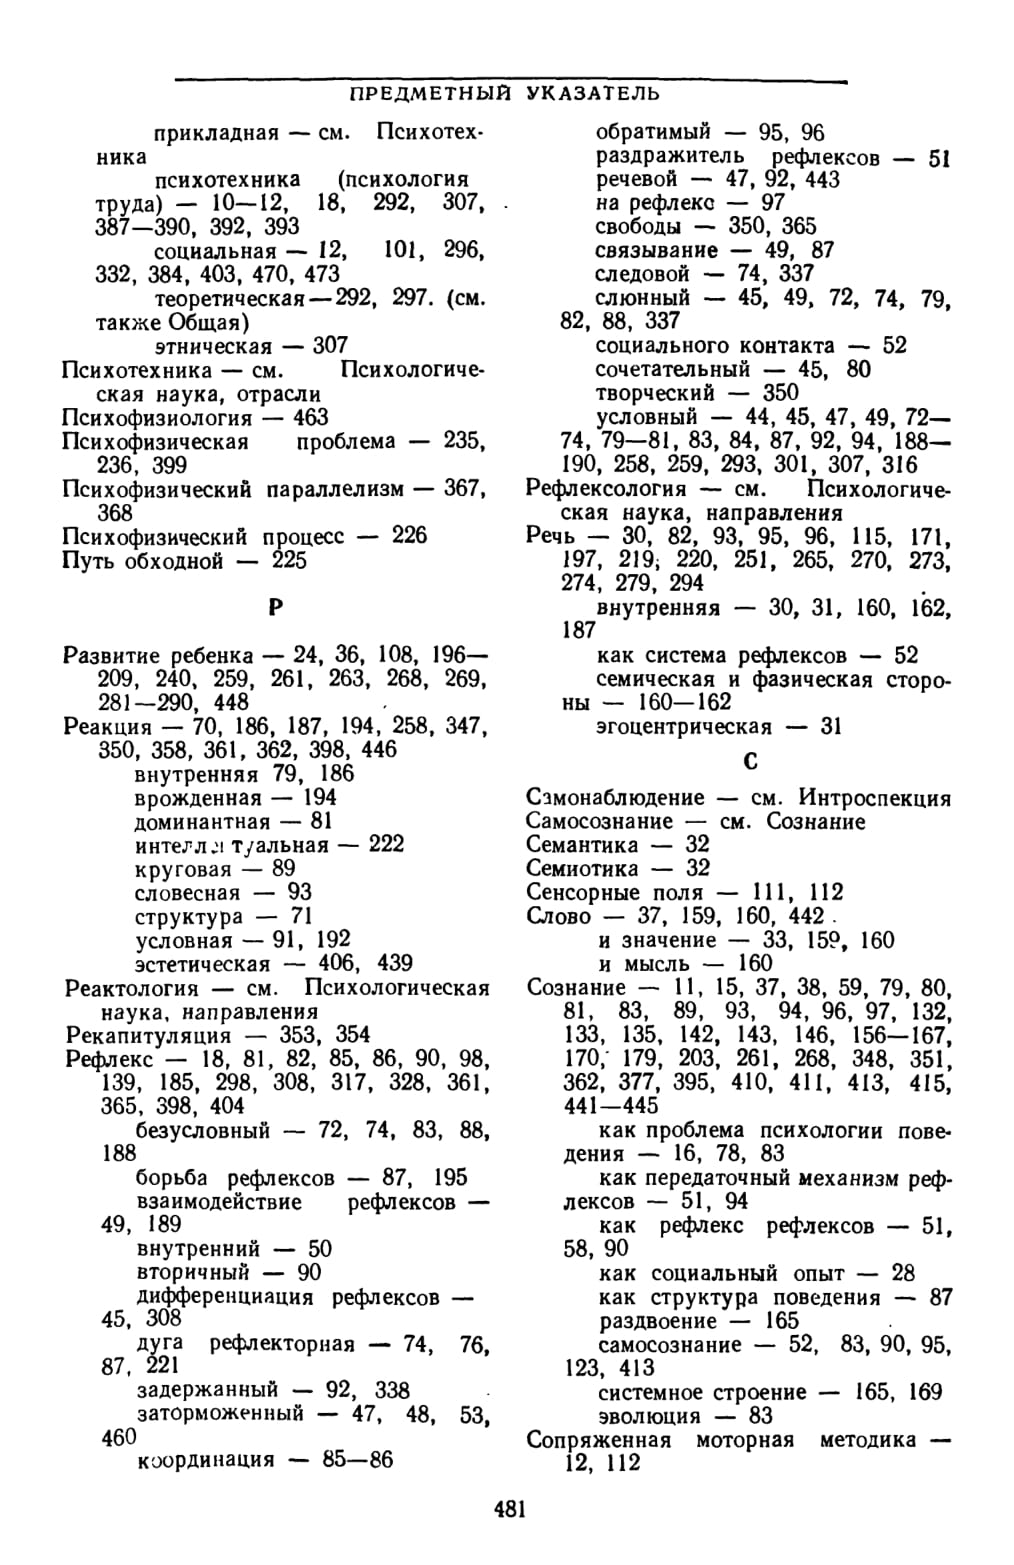 ПРЕДМЕТНЫЙ УКАЗАТЕЛЬ
прикладная — см. Психотех-
ника
психотехника (психология
труда) — 10—12, 18, 292, 307,
387—390, 392, 393
социальная — 12, 101, 296,
332, 384, 403, 470, 473
теоретическая—292, 297. (см.
также Общая)
этническая — 307
Психотехника — см. Психологиче-
ская наука, отрасли
Психофизиология — 463
Психофизическая проблема — 235,
236, 399
Психофизический параллелизм — 367,
368
Психофизический процесс — 226
Путь обходной — 225
Р
Развитие ребенка — 24, 36, 108, 196—
209, 240, 259, 261, 263, 268, 269,
281—290, 448
Реакция — 70, 186, 187, 194, 258, 347,
350, 358, 361, 362, 398, 446
внутренняя 79, 186
врожденная — 194
доминантная — 81
интеллектуальная — 222
круговая — 89
словесная — 93
структура — 71
условная — 91, 192
эстетическая — 406, 439
Реактология — см. Психологическая
наука, направления
Рекапитуляция — 353, 354
Рефлекс — 18, 81, 82, 85, 86, 90, 98,
139, 185, 298, 308, 317, 328, 361,
365, 398, 404
безусловный — 72, 74, 83, 88,
188
борьба рефлексов — 87, 195
взаимодействие рефлексов —
49, 189
внутренний — 50
вторичный — 90
дифференциация рефлексов —
45, 308
дуга рефлекторная — 74, 76,
87, 221
задержанный — 92, 338
заторможенный — 47, 48, 53,
460
координация — 85—86
обратимый — 95, 96
раздражитель рефлексов — 51
речевой — 47, 92, 443
на рефлекс — 97
свободы — 350, 365
связывание — 49, 87
следовой — 74, 337
слюнный — 45, 49, 72, 74, 79,
82, 88, 337
социального контакта — 52
сочетательный — 45, 80
творческий — 350
условный — 44, 45, 47, 49, 72—
74, 79—81, 83, 84, 87, 92, 94, 188—
190, 258, 259, 293, 301, 307, 316
Рефлексология — см. Психологиче-
ская наука, направления
Речь — 30, 82, 93, 95, 96, 115, 171,
197, 219; 220, 251, 265, 270, 273,
274, 279, 294
внутренняя — 30, 31, 160, 162,
187
как система рефлексов — 52
семическая и фазическая сторо-
ны — 160—162
эгоцентрическая — 31
С
Самонаблюдение — см. Интроспекция
Самосознание — см. Сознание
Семантика — 32
Семиотика — 32
Сенсорные поля — 111, 112
Слово — 37, 159, 160, 442
и значение — 33, 159, 160
и мысль — 160
Сознание — 11, 15, 37, 38, 59, 79, 80,
81, 83, 89, 93, 94, 96, 97, 132,
133, 135, 142, 143, 146, 156—167,
170, 179, 203, 261, 268, 348, 351,
362, 377, 395, 410, 411, 413, 415,
441—445
как проблема психологии пове-
дения — 16, 78, 83
как передаточный механизм реф-
лексов — 51, 94
как рефлекс рефлексов — 51,
58, 90
как социальный опыт — 28
как структура поведения — 87
раздвоение — 165
самосознание — 52, 83, 90, 95,
123, 413
системное строение — 165, 169
эволюция — 83
Сопряженная моторная методика —
12, 112
481